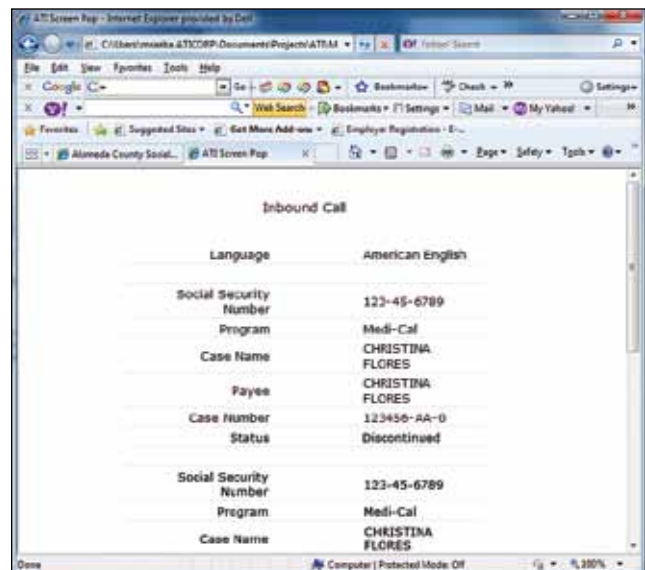 ATI Screen Pop - Internet Explorer provided by Dell
File Edit View Favorites Tools Help
Google Bookmarks Check Settings
Web Search Bookmarks Settings Mail My Yahoo!
Favorites Suggested Sites Get More Add-ons Employer Registration - E-...
Alameda County Social... ATI Screen Pop Page Safety Tools
Inbound Call
Language American English
Social Security Number 123-45-6789
Program Medi-Cal
Case Name CHRISTINA FLORES
Payee CHRISTINA FLORES
Case Number 123456-AA-0
Status Discontinued
Social Security Number 123-45-6789
Program Medi-Cal
Case Name CHRISTINA FLORES
Done Computer | Protected Mode: Off 200%